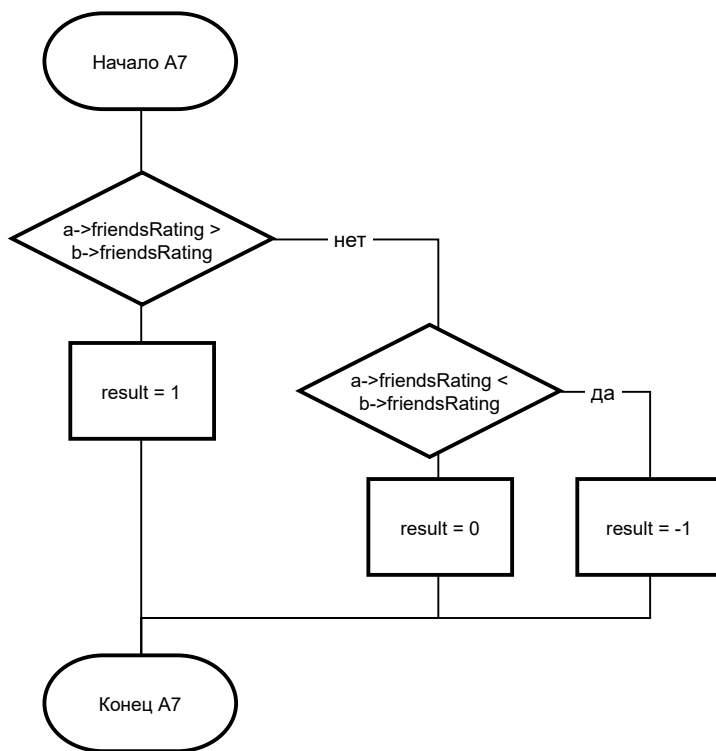 Начало А7
a->friendsRating >
b->friendsRating
нет
result = 1
a->friendsRating <
b->friendsRating
да
result = 0
result = -1
Конец А7